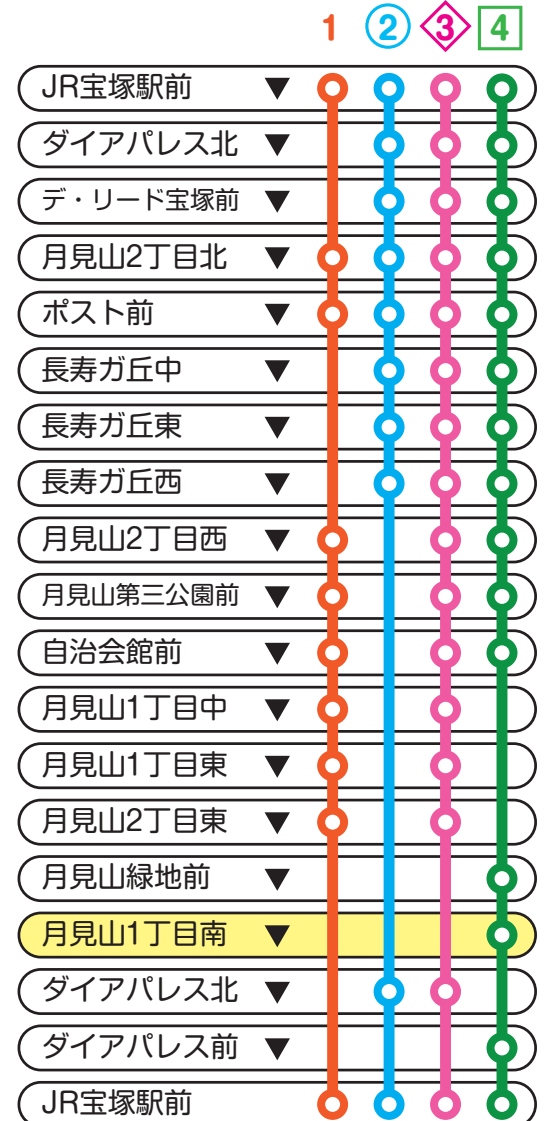 1 2 3 4
JR宝塚駅前 ▼
ダイアパレス北 ▼
デ・リード宝塚前 ▼
月見山2丁目北 ▼
ポスト前 ▼
長寿ガ丘中 ▼
長寿ガ丘東 ▼
長寿ガ丘西 ▼
月見山2丁目西 ▼
月見山第三公園前 ▼
自治会館前 ▼
月見山1丁目中 ▼
月見山1丁目東 ▼
月見山2丁目東 ▼
月見山緑地前 ▼
月見山1丁目南 ▼
ダイアパレス北 ▼
ダイアパレス前 ▼
JR宝塚駅前